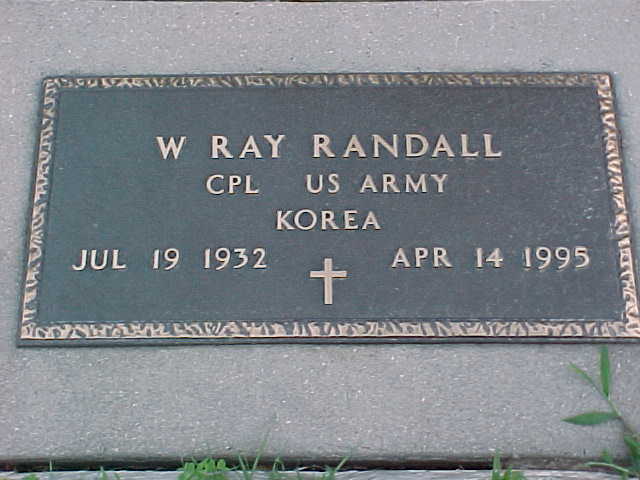 W RAY RANDALL
CPL US ARMY
KOREA
JUL 19 1932 APR 14 1995